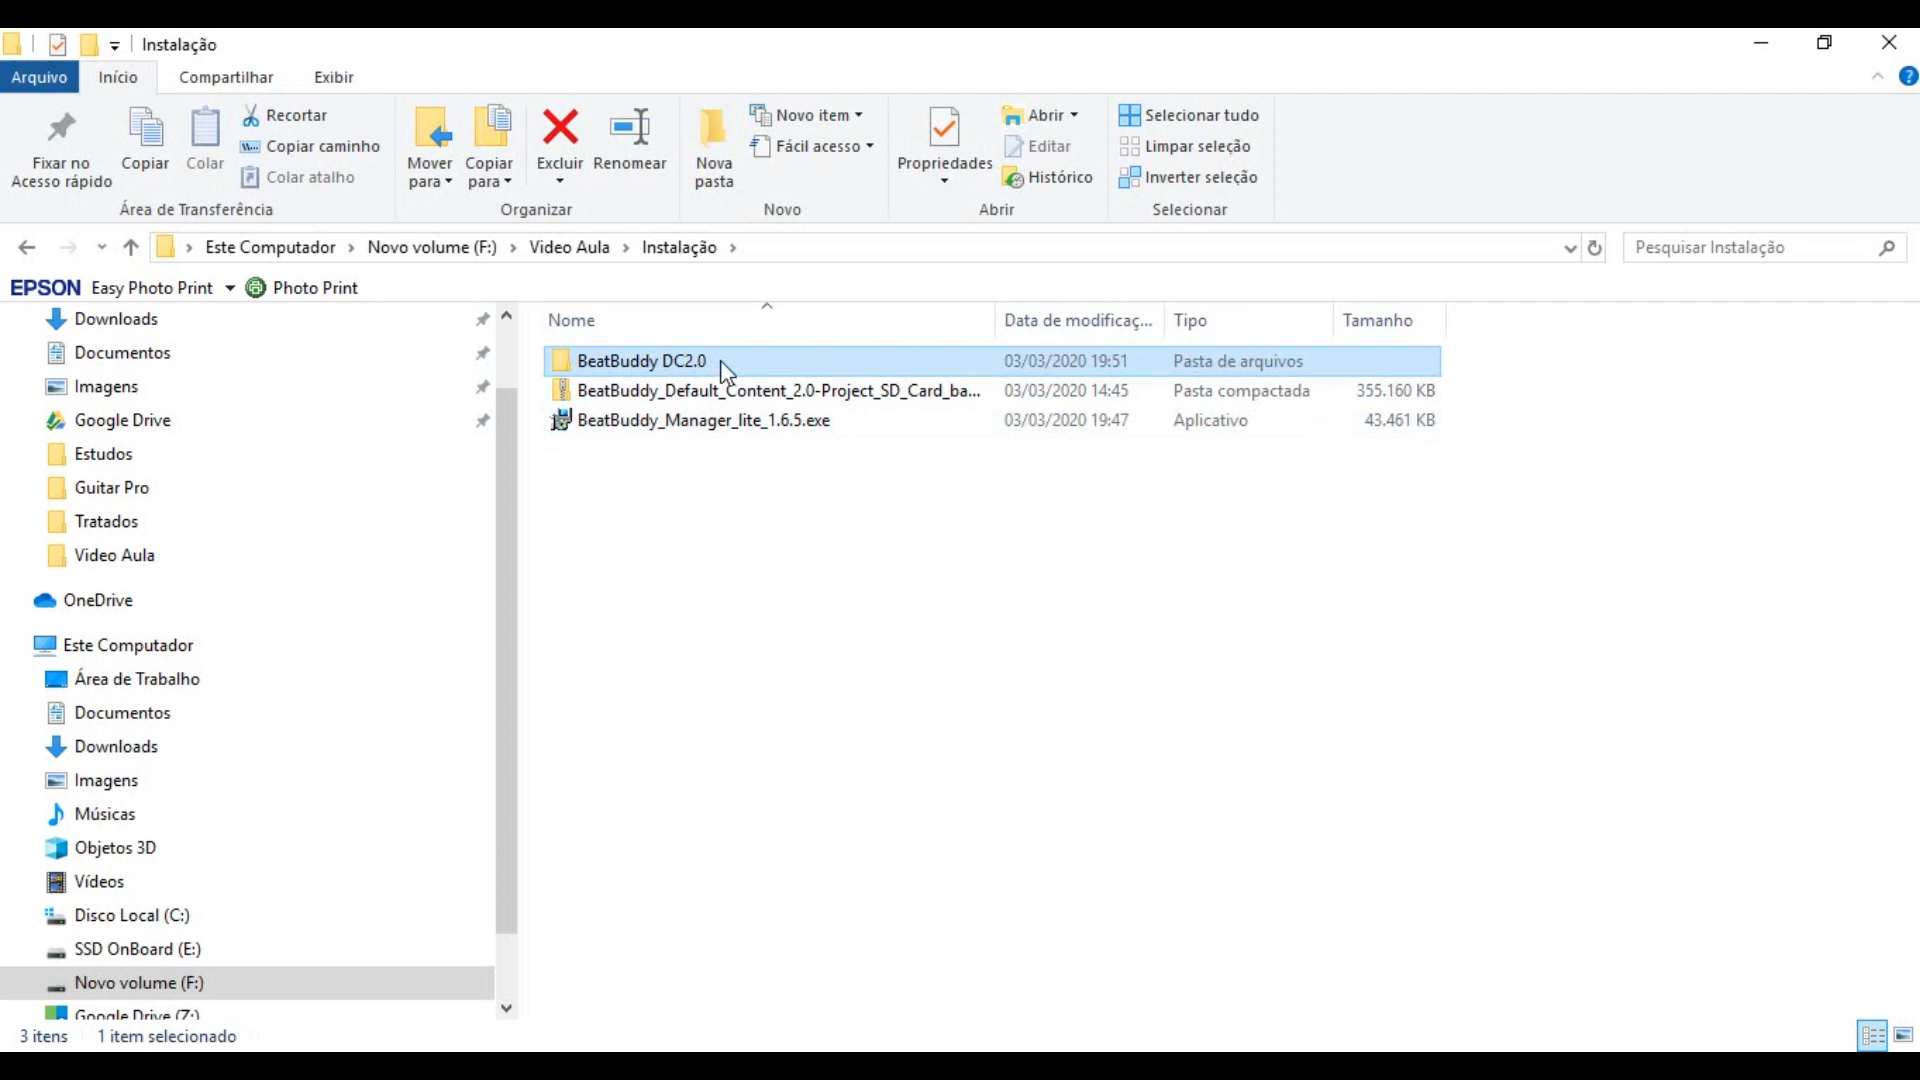 Instalação
Arquivo Início Compartilhar Exibir
Fixar no Acesso rápido
Copiar
Colar
Recortar
Copiar caminho
Colar atalho
Área de Transferência
Mover para
Copiar para
Excluir
Renomear
Organizar
Nova pasta
Novo item
Fácil acesso
Novo
Propriedades
Abrir
Editar
Histórico
Abrir
Selecionar tudo
Limpar seleção
Inverter seleção
Selecionar
Este Computador › Novo volume (F:) › Video Aula › Instalação ›
Pesquisar Instalação
EPSON Easy Photo Print Photo Print
Downloads
Documentos
Imagens
Google Drive
Estudos
Guitar Pro
Tratados
Video Aula
OneDrive
Este Computador
Área de Trabalho
Documentos
Downloads
Imagens
Músicas
Objetos 3D
Vídeos
Disco Local (C:)
SSD OnBoard (E:)
Novo volume (F:)
Google Drive (Z:)
Nome Data de modificaç... Tipo Tamanho
BeatBuddy DC2.0 03/03/2020 19:51 Pasta de arquivos
BeatBuddy_Default_Content_2.0-Project_SD_Card_ba... 03/03/2020 14:45 Pasta compactada 355.160 KB
BeatBuddy_Manager_lite_1.6.5.exe 03/03/2020 19:47 Aplicativo 43.461 KB
3 itens 1 item selecionado